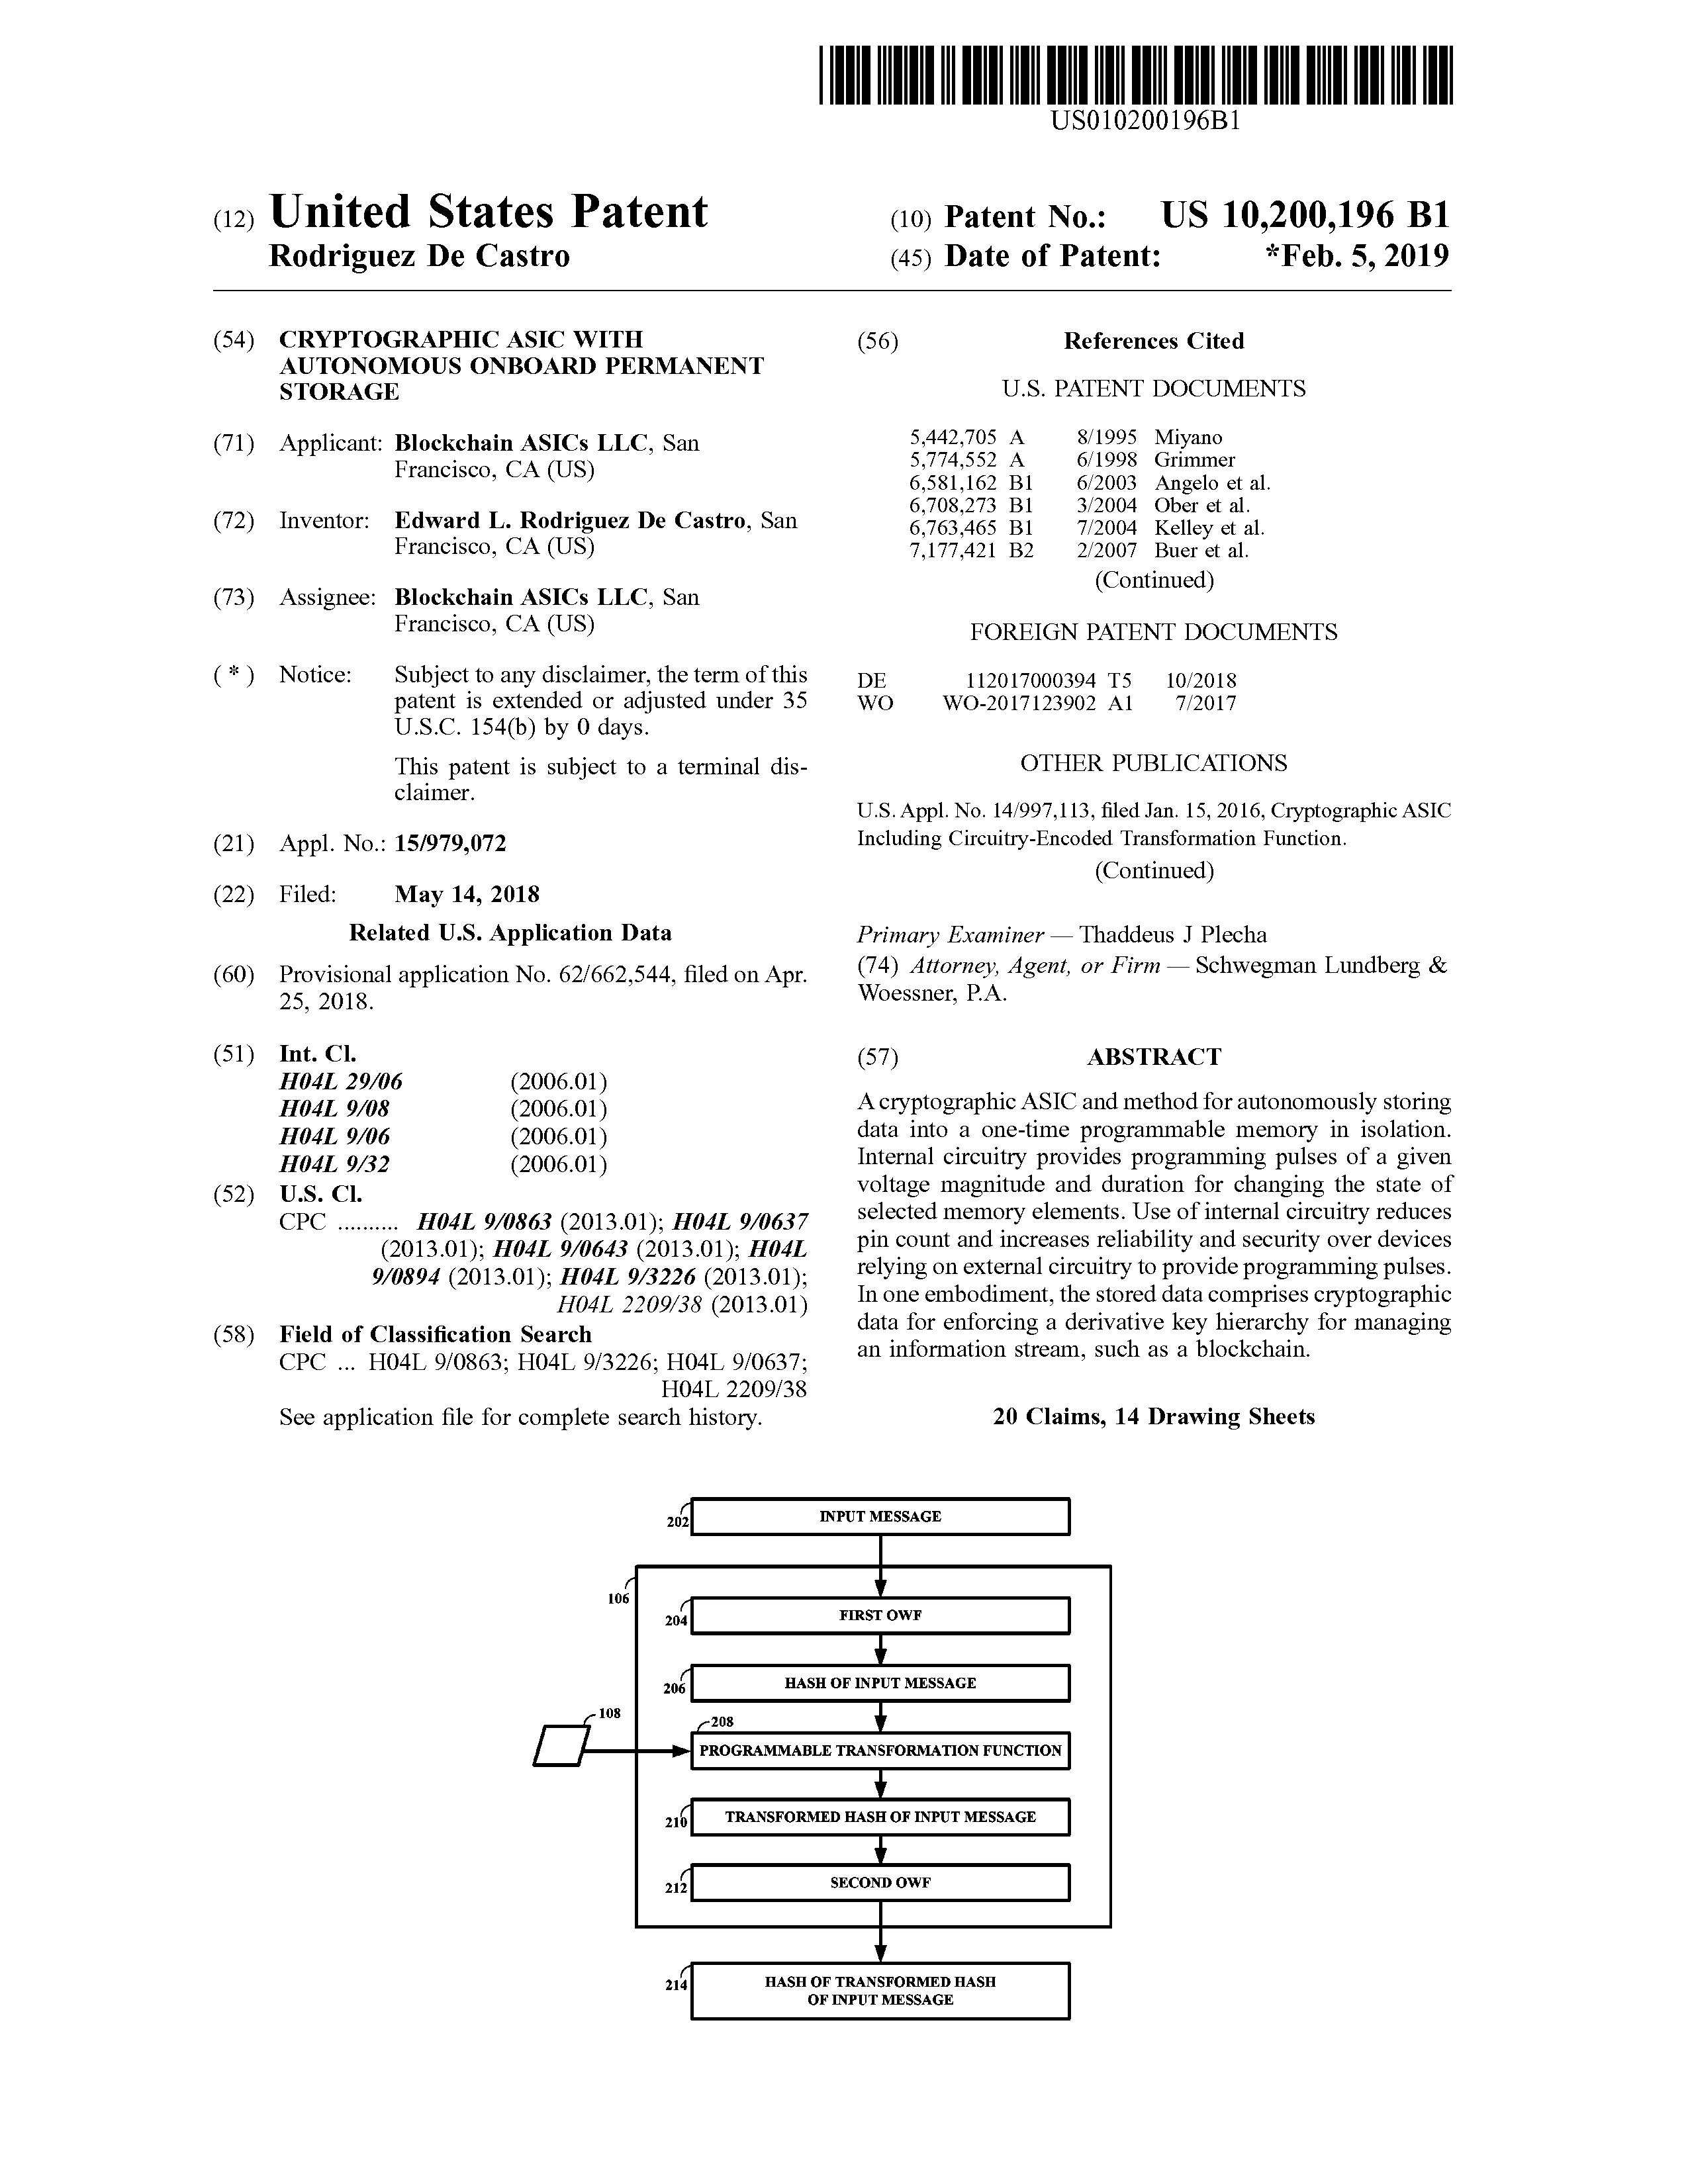 US010200196B1
(12) United States Patent
Rodriguez De Castro
(10) Patent No.: US 10,200,196 B1
(45) Date of Patent: *Feb. 5, 2019
(54) CRYPTOGRAPHIC ASIC WITH
AUTONOMOUS ONBOARD PERMANENT
STORAGE
(71) Applicant: Blockchain ASICs LLC, San
Francisco, CA (US)
(72) Inventor: Edward L. Rodriguez De Castro, San
Francisco, CA (US)
(73) Assignee: Blockchain ASICs LLC, San
Francisco, CA (US)
( * ) Notice: Subject to any disclaimer, the term of this
patent is extended or adjusted under 35
U.S.C. 154(b) by 0 days.
This patent is subject to a terminal dis-
claimer.
(21) Appl. No.: 15/979,072
(22) Filed: May 14, 2018
Related U.S. Application Data
(60) Provisional application No. 62/662,544, filed on Apr.
25, 2018.
(51) Int. Cl.
H04L 29/06 (2006.01)
H04L 9/08 (2006.01)
H04L 9/06 (2006.01)
H04L 9/32 (2006.01)
(52) U.S. Cl.
CPC .......... H04L 9/0863 (2013.01); H04L 9/0637
(2013.01); H04L 9/0643 (2013.01); H04L
9/0894 (2013.01); H04L 9/3226 (2013.01);
H04L 2209/38 (2013.01)
(58) Field of Classification Search
CPC ... H04L 9/0863; H04L 9/3226; H04L 9/0637;
H04L 2209/38
See application file for complete search history.
(56) References Cited
U.S. PATENT DOCUMENTS
5,442,705 A 8/1995 Miyano
5,774,552 A 6/1998 Grimmer
6,581,162 B1 6/2003 Angelo et al.
6,708,273 B1 3/2004 Ober et al.
6,763,465 B1 7/2004 Kelley et al.
7,177,421 B2 2/2007 Buer et al.
(Continued)
FOREIGN PATENT DOCUMENTS
DE 112017000394 T5 10/2018
WO WO-2017123902 A1 7/2017
OTHER PUBLICATIONS
U.S. Appl. No. 14/997,113, filed Jan. 15, 2016, Cryptographic ASIC
Including Circuitry-Encoded Transformation Function.
(Continued)
Primary Examiner — Thaddeus J Plecha
(74) Attorney, Agent, or Firm — Schwegman Lundberg &
Woessner, P.A.
(57) ABSTRACT
A cryptographic ASIC and method for autonomously storing
data into a one-time programmable memory in isolation.
Internal circuitry provides programming pulses of a given
voltage magnitude and duration for changing the state of
selected memory elements. Use of internal circuitry reduces
pin count and increases reliability and security over devices
relying on external circuitry to provide programming pulses.
In one embodiment, the stored data comprises cryptographic
data for enforcing a derivative key hierarchy for managing
an information stream, such as a blockchain.
20 Claims, 14 Drawing Sheets
202 INPUT MESSAGE
106
204 FIRST OWF
206 HASH OF INPUT MESSAGE
108
208
PROGRAMMABLE TRANSFORMATION FUNCTION
210 TRANSFORMED HASH OF INPUT MESSAGE
212 SECOND OWF
214 HASH OF TRANSFORMED HASH
OF INPUT MESSAGE